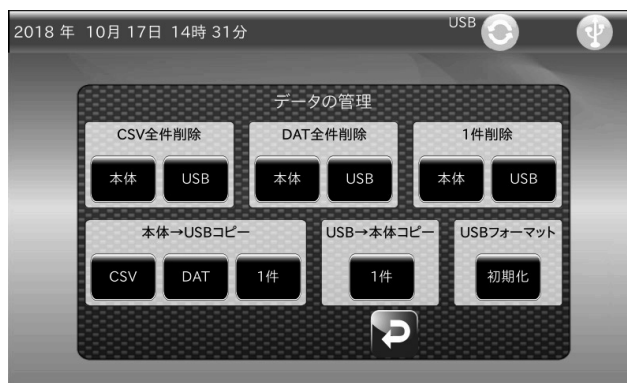 2018 年 10月 17日 14時 31分
USB
データの管理
CSV全件削除 DAT全件削除 1件削除
本体 USB 本体 USB 本体 USB
本体→USBコピー USB→本体コピー USBフォーマット
CSV DAT 1件 1件 初期化